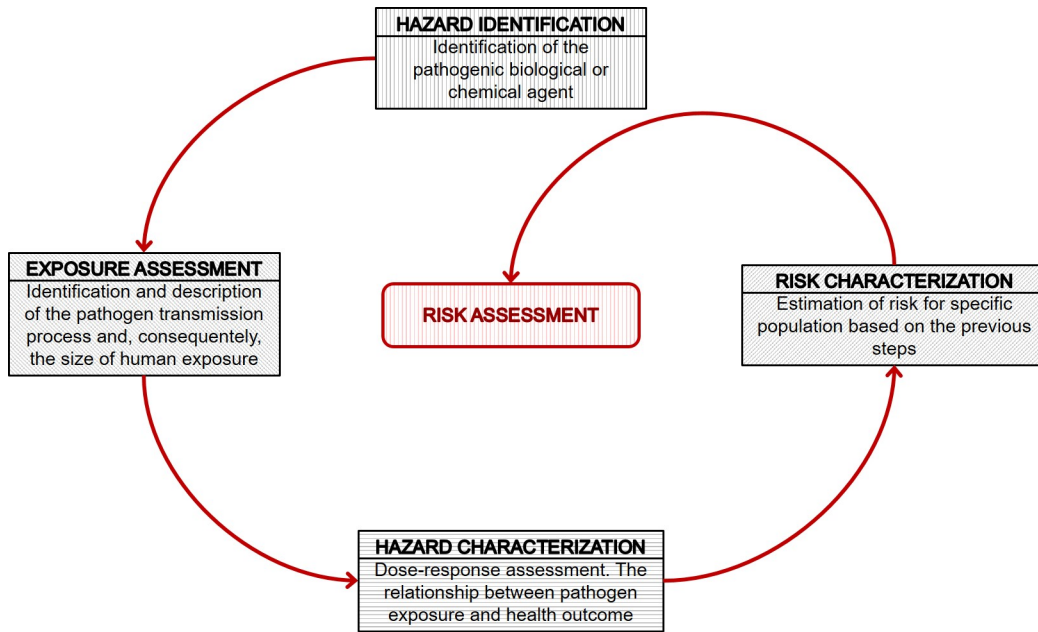 HAZARD IDENTIFICATION
Identification of the
pathogenic biological or
chemical agent
EXPOSURE ASSESSMENT
Identification and description
of the pathogen transmission
process and, consequently,
the size of human exposure
RISK ASSESSMENT
RISK CHARACTERIZATION
Estimation of risk for specific
population based on the previous
steps
HAZARD CHARACTERIZATION
Dose-response assessment. The
relationship between pathogen
exposure and health outcome